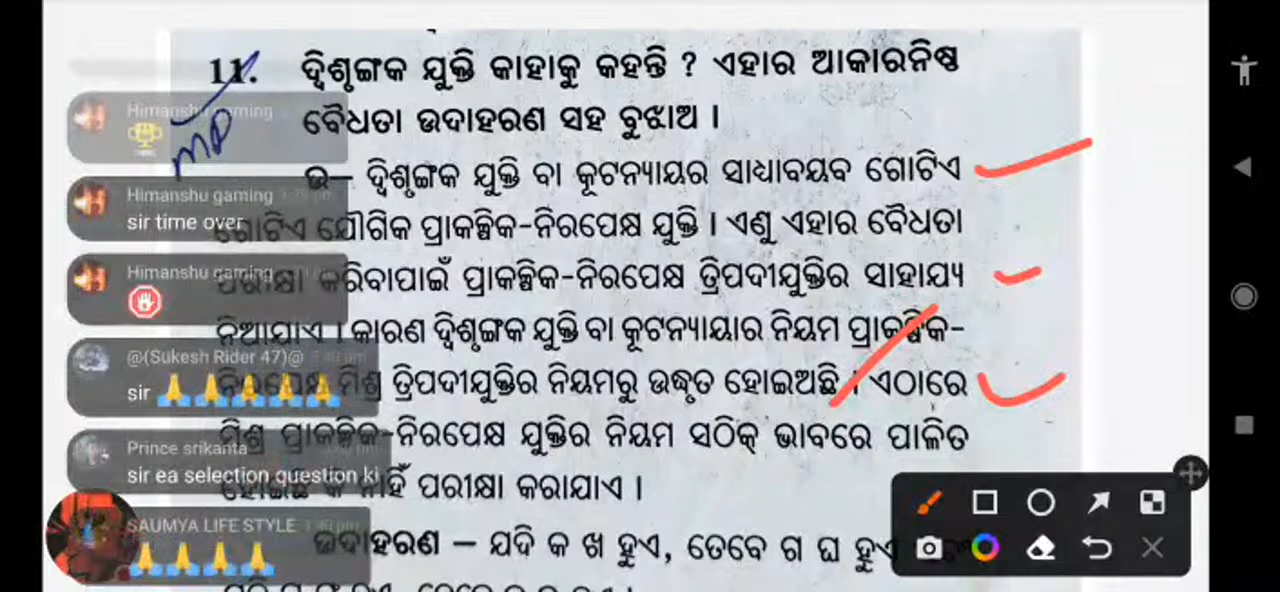 11. ଦ୍ୱିଶୃଙ୍ଗକ ଯୁକ୍ତି କାହାକୁ କହନ୍ତି ? ଏହାର ଆକାରନିଷ୍ଠ
ବୈଧତା ଉଦାହରଣ ସହ ବୁଝାଅ ।
ଉ– ଦ୍ୱିଶୃଙ୍ଗକ ଯୁକ୍ତି ବା କୂଟନ୍ୟାୟର ସାଧାବୟବ ଗୋଟିଏ
ଗୋଟିଏ ଯୌଗିକ ପ୍ରାକଳ୍ପିକ-ନିରପେକ୍ଷ ଯୁକ୍ତି । ଏଣୁ ଏହାର ବୈଧତା
ପରୀକ୍ଷା କରିବାପାଇଁ ପ୍ରାକଳ୍ପିକ-ନିରପେକ୍ଷ ତ୍ରିପଦୀଯୁକ୍ତିର ସାହାଯ୍ୟ
ନିଆଯାଏ । କାରଣ ଦ୍ୱିଶୃଙ୍ଗକ ଯୁକ୍ତି ବା କୂଟନ୍ୟାୟାର ନିୟମ ପ୍ରାକଳ୍ପିକ-
ନିରପେକ୍ଷ ମିଶ୍ର ତ୍ରିପଦୀଯୁକ୍ତିର ନିୟମରୁ ଉଦ୍ଧୃତ ହୋଇଅଛି । ଏଠାରେ
ମିଶ୍ର ପ୍ରାକଳ୍ପିକ-ନିରପେକ୍ଷ ଯୁକ୍ତିର ନିୟମ ସଠିକ୍ ଭାବରେ ପାଳିତ
ହୋଇଛି କି ନାହିଁ ପରୀକ୍ଷା କରାଯାଏ ।
ଉଦାହରଣ – ଯଦି କ ଖ ହୁଏ, ତେବେ ଗ ଘ ହୁଏ
Himanshu gaming
Himanshu gaming
sir time over
Himanshu gaming
@(Sukesh Rider 47)@
sir 🙏🙏🙏🙏🙏
Prince srikanta
sir ea selection question ki
SAUMYA LIFE STYLE
🙏🙏🙏🙏